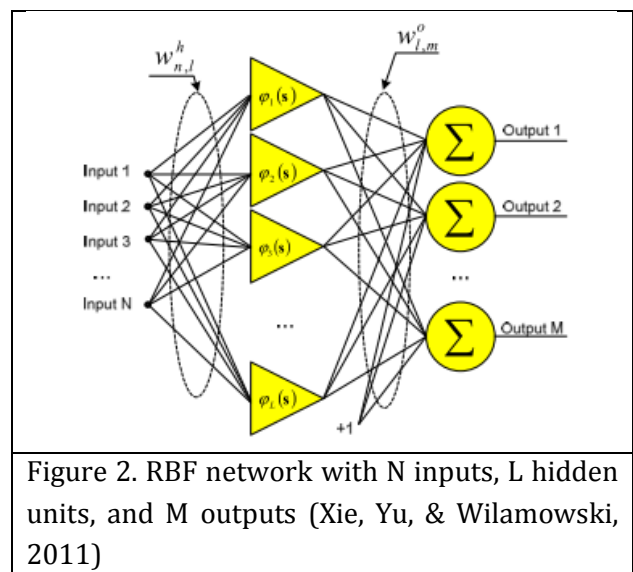 w^h_{n,l}
w^o_{l,m}
φ₁(s)
φ₂(s)
φ₃(s)
...
φ_L(s)
Input 1
Input 2
Input 3
...
Input N
+1
Σ
Σ
Σ
Output 1
Output 2
...
Output M
Figure 2. RBF network with N inputs, L hidden
units, and M outputs (Xie, Yu, & Wilamowski,
2011)